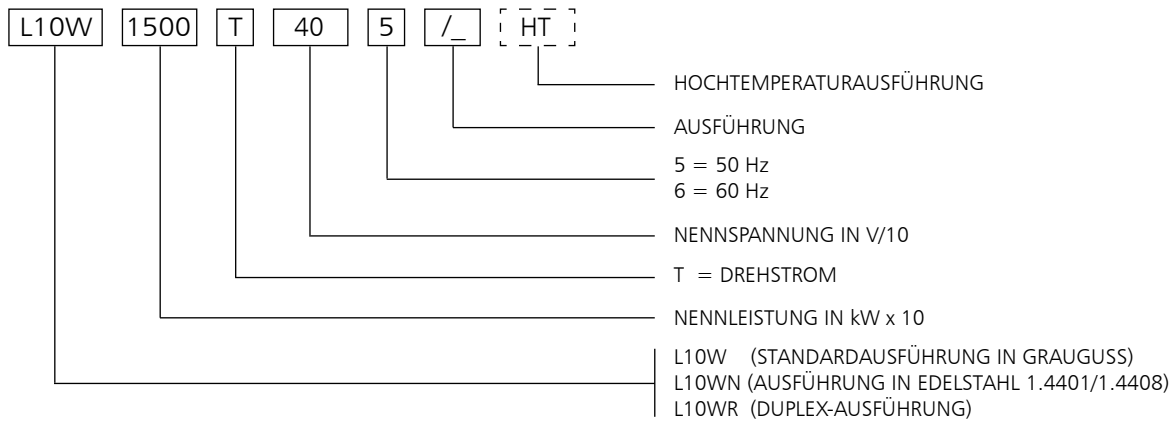 L10W 1500 T 40 5 /_ HT
HOCHTEMPERATURAUSFÜHRUNG
AUSFÜHRUNG
5 = 50 Hz
6 = 60 Hz
NENNSPANNUNG IN V/10
T = DREHSTROM
NENNLEISTUNG IN kW x 10
L10W (STANDARDAUSFÜHRUNG IN GRAUGUSS)
L10WN (AUSFÜHRUNG IN EDELSTAHL 1.4401/1.4408)
L10WR (DUPLEX-AUSFÜHRUNG)